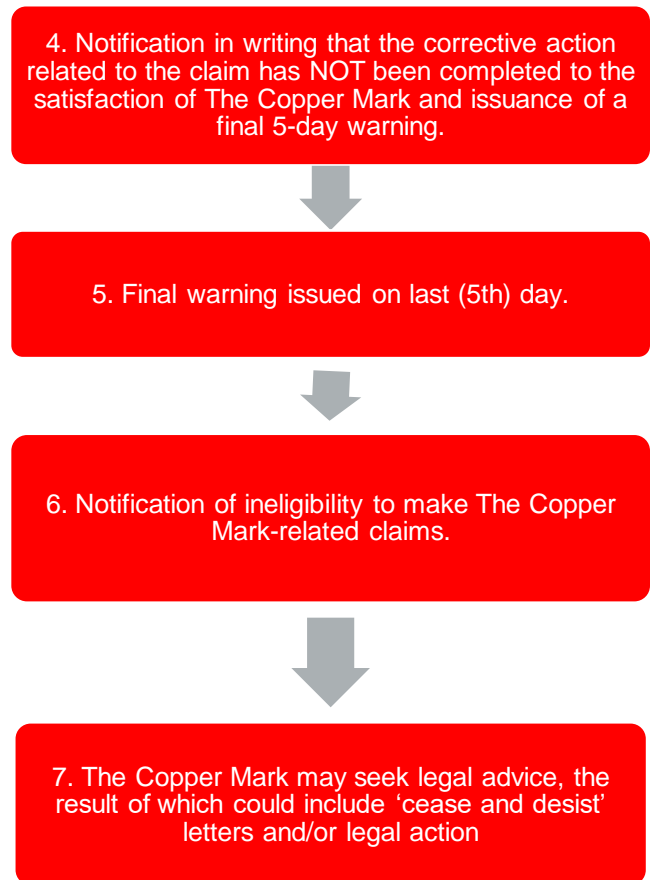 4. Notification in writing that the corrective action
related to the claim has NOT been completed to the
satisfaction of The Copper Mark and issuance of a
final 5-day warning.
5. Final warning issued on last (5th) day.
6. Notification of ineligibility to make The Copper
Mark-related claims.
7. The Copper Mark may seek legal advice, the
result of which could include ‘cease and desist’
letters and/or legal action